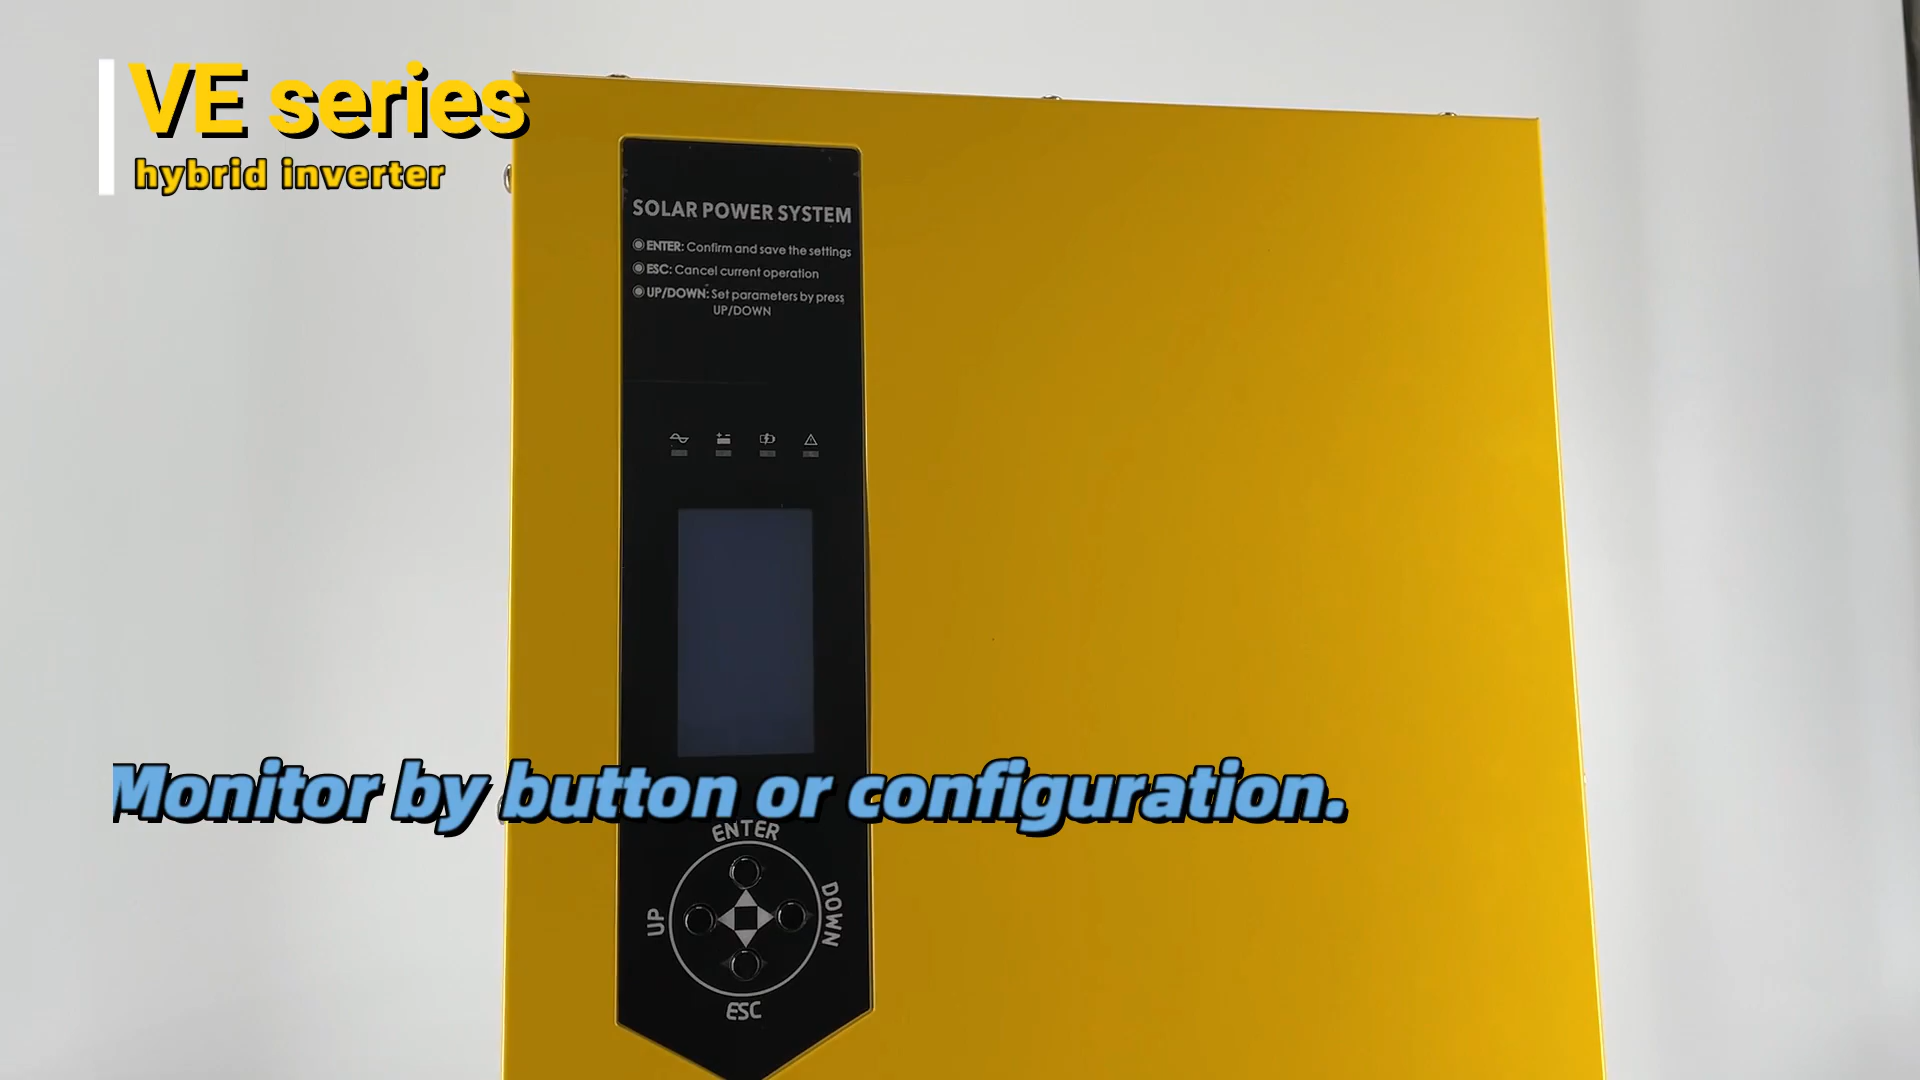 VE series
hybrid inverter
SOLAR POWER SYSTEM
ENTER: Confirm and save the settings
ESC: Cancel current operation
UP/DOWN: Set parameters by press
UP/DOWN
Monitor by button or configuration.
ENTER
UP
DOWN
ESC